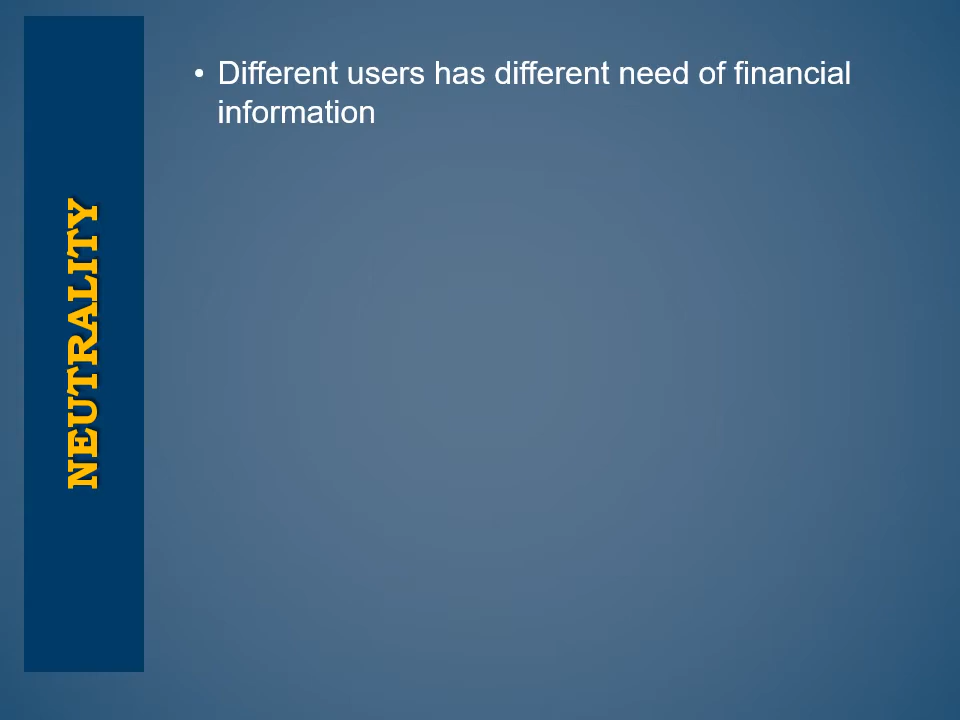 NEUTRALITY
• Different users has different need of financial
information